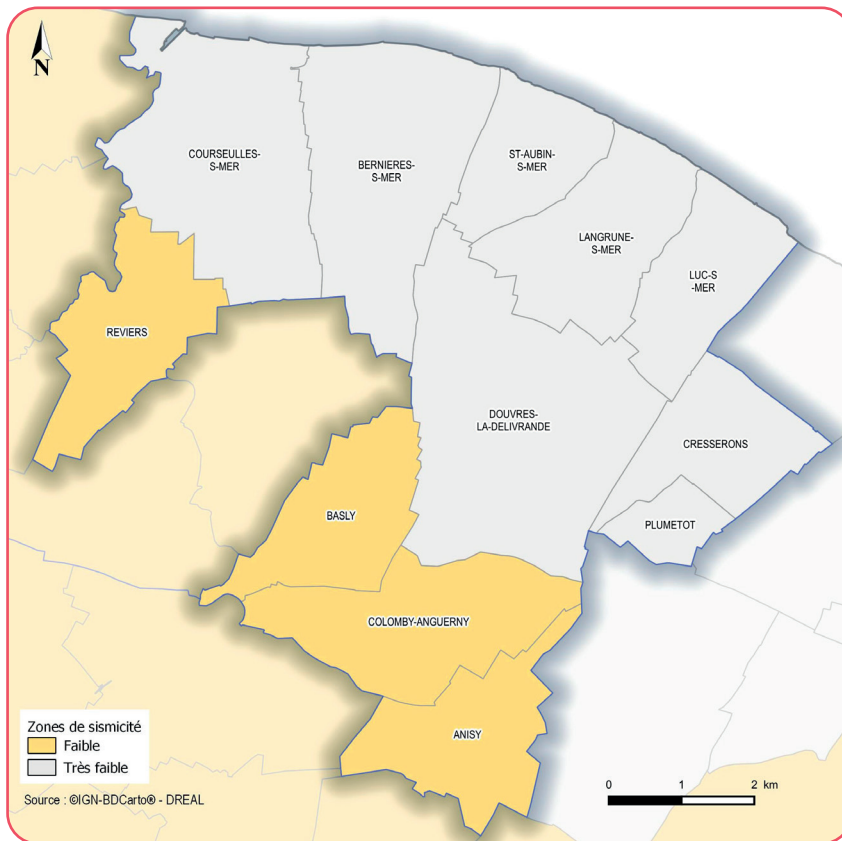 N
COURSEULLES-
S-MER
BERNIERES-
S-MER
ST-AUBIN-
S-MER
LANGRUNE-
S-MER
LUC-S
-MER
REVIERS
DOUVRES-
LA-DELIVRANDE
CRESSERONS
BASLY
PLUMETOT
COLOMBY-ANGUERNY
ANISY
Zones de sismicité
Faible
Très faible
Source : ©IGN-BDCarto® - DREAL
0 1 2 km